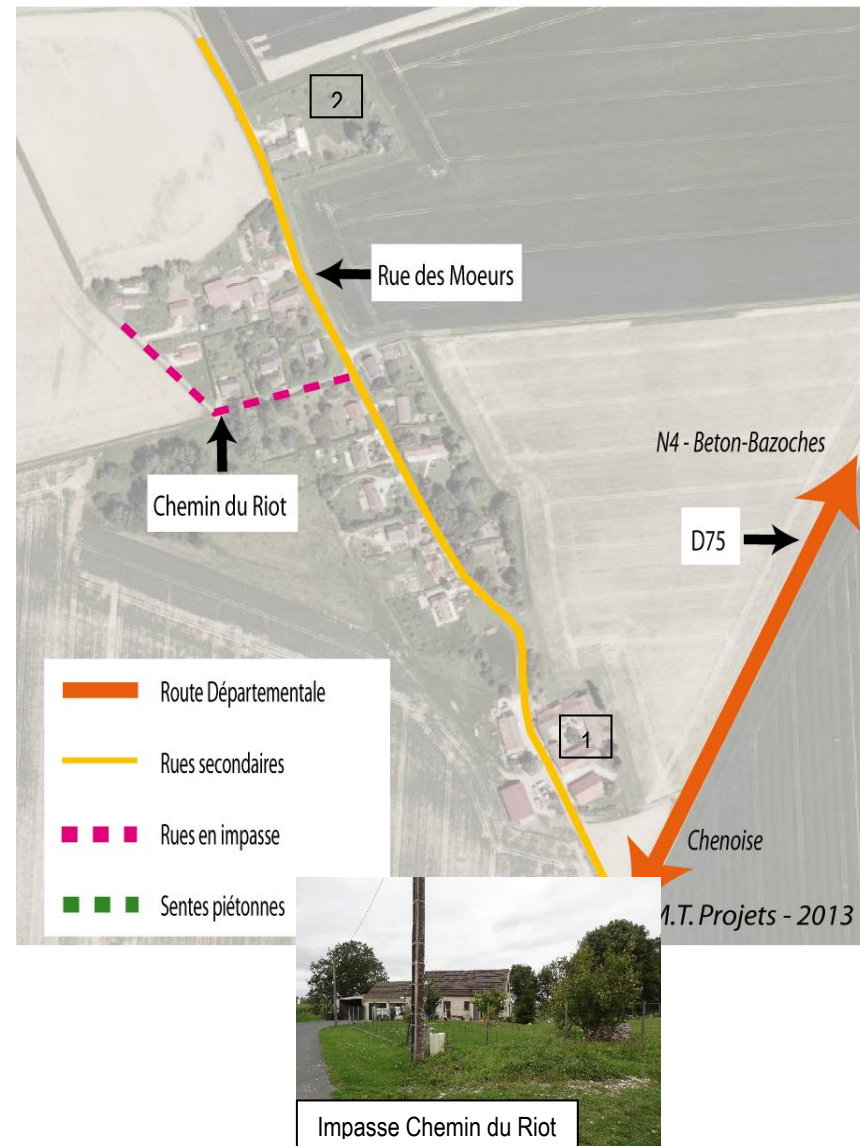 2
Rue des Moeurs
Chemin du Riot
N4 - Beton-Bazoches
D75
Route Départementale
Rues secondaires
1
Rues en impasse
Chenoise
Sentes piétonnes
M.T. Projets - 2013
Impasse Chemin du Riot